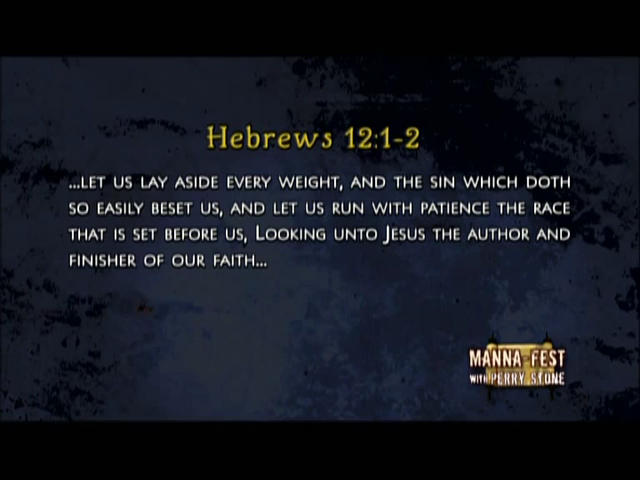 Hebrews 12:1-2
...LET US LAY ASIDE EVERY WEIGHT, AND THE SIN WHICH DOTH
SO EASILY BESET US, AND LET US RUN WITH PATIENCE THE RACE
THAT IS SET BEFORE US, LOOKING UNTO JESUS THE AUTHOR AND
FINISHER OF OUR FAITH...
MANNA-FEST
WITH PERRY STONE